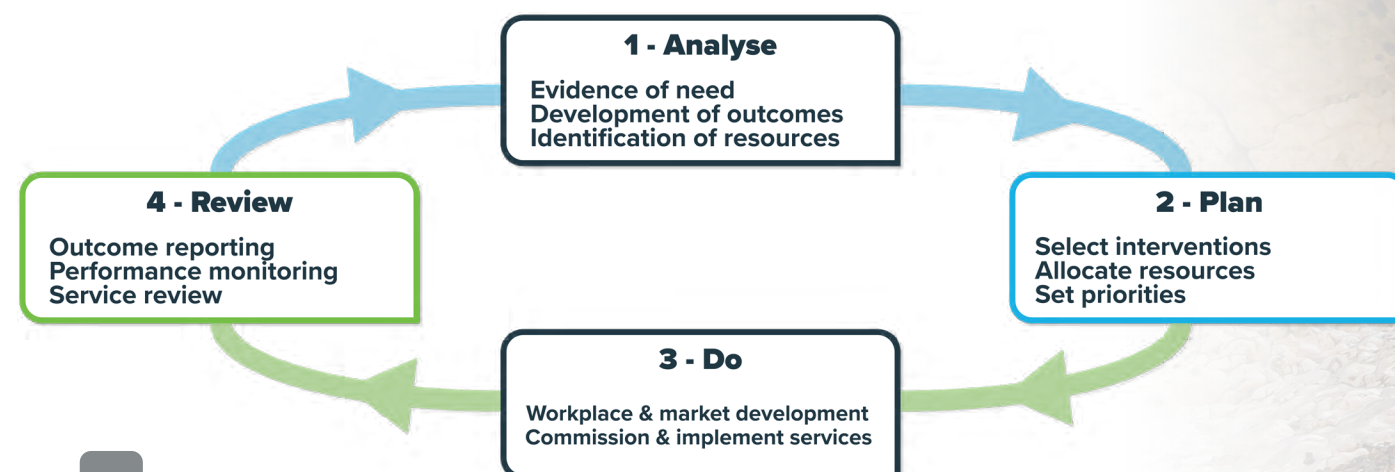 1 - Analyse
Evidence of need
Development of outcomes
Identification of resources
4 - Review
Outcome reporting
Performance monitoring
Service review
2 - Plan
Select interventions
Allocate resources
Set priorities
3 - Do
Workplace & market development
Commission & implement services